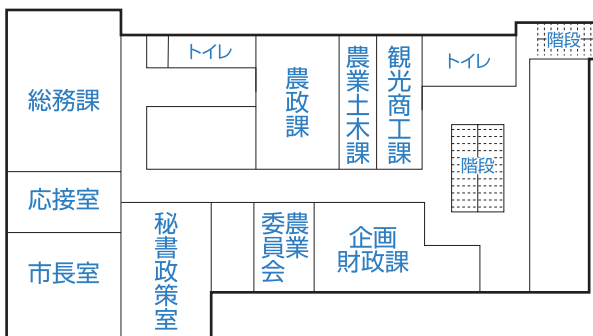 トイレ
階段
総務課
農政課
農業土木課
観光商工課
トイレ
階段
応接室
市長室
秘書政策室
農業
委員会
企画
財政課